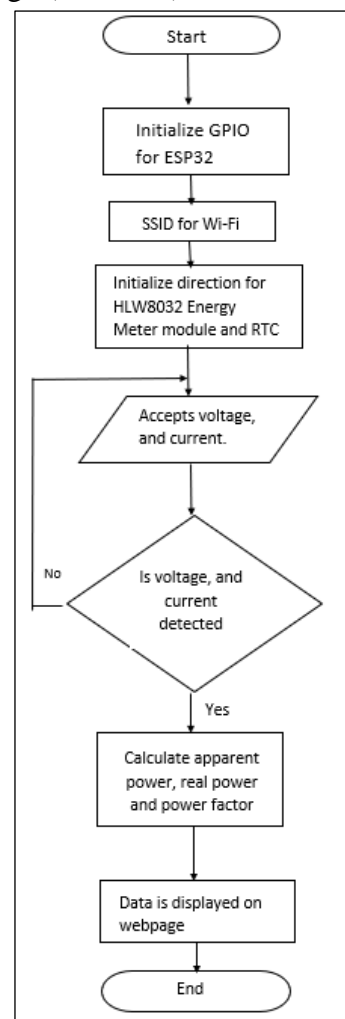 Start
Initialize GPIO
for ESP32
SSID for Wi-Fi
Initialize direction for
HLW8032 Energy
Meter module and RTC
Accepts voltage,
and current.
Is voltage, and
current
detected
No
Yes
Calculate apparent
power, real power
and power factor
Data is displayed on
webpage
End